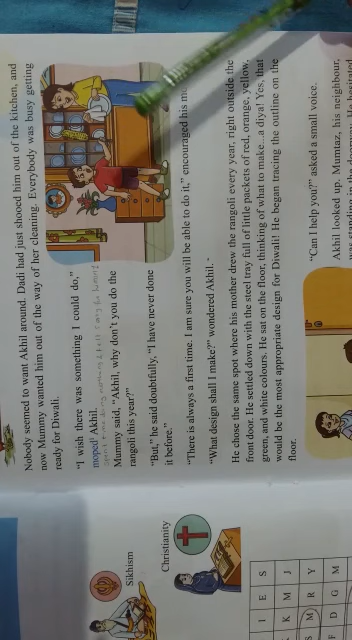 Nobody seemed to want Akhil around. Dadi had just shooed him out of the kitchen, and
now Mummy wanted him out of the way of her cleaning. Everybody was busy getting
ready for Diwali.
"I wish there was something I could do,"
moped¹ Akhil.
Mummy said, "Akhil, why don't you do the
rangoli this year?"
"But," he said doubtfully, "I have never done
it before."
"There is always a first time. I am sure you will be able to do it," encouraged his
"What design shall I make?" wondered Akhil.
He chose the same spot where his mother drew the rangoli every year, right outside the
front door. He settled down with the steel tray full of little packets of red, orange, yellow,
green, and white colours. He sat on the floor, thinking of what to make...a diya! Yes, that
would be the most appropriate design for Diwali! He began tracing the outline on the
floor.
"Can I help you?" asked a small voice.
Akhil looked up. Mumtaz, his neighbour,
Sikhism
Christianity
I E S
K M J
S M R Y
F D G M